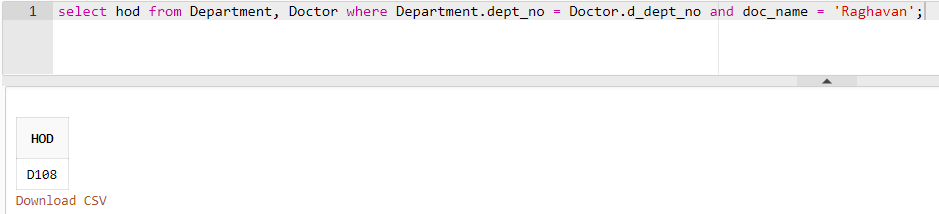 1 select hod from Department, Doctor where Department.dept_no = Doctor.d_dept_no and doc_name = 'Raghavan';
HOD
D108
Download CSV